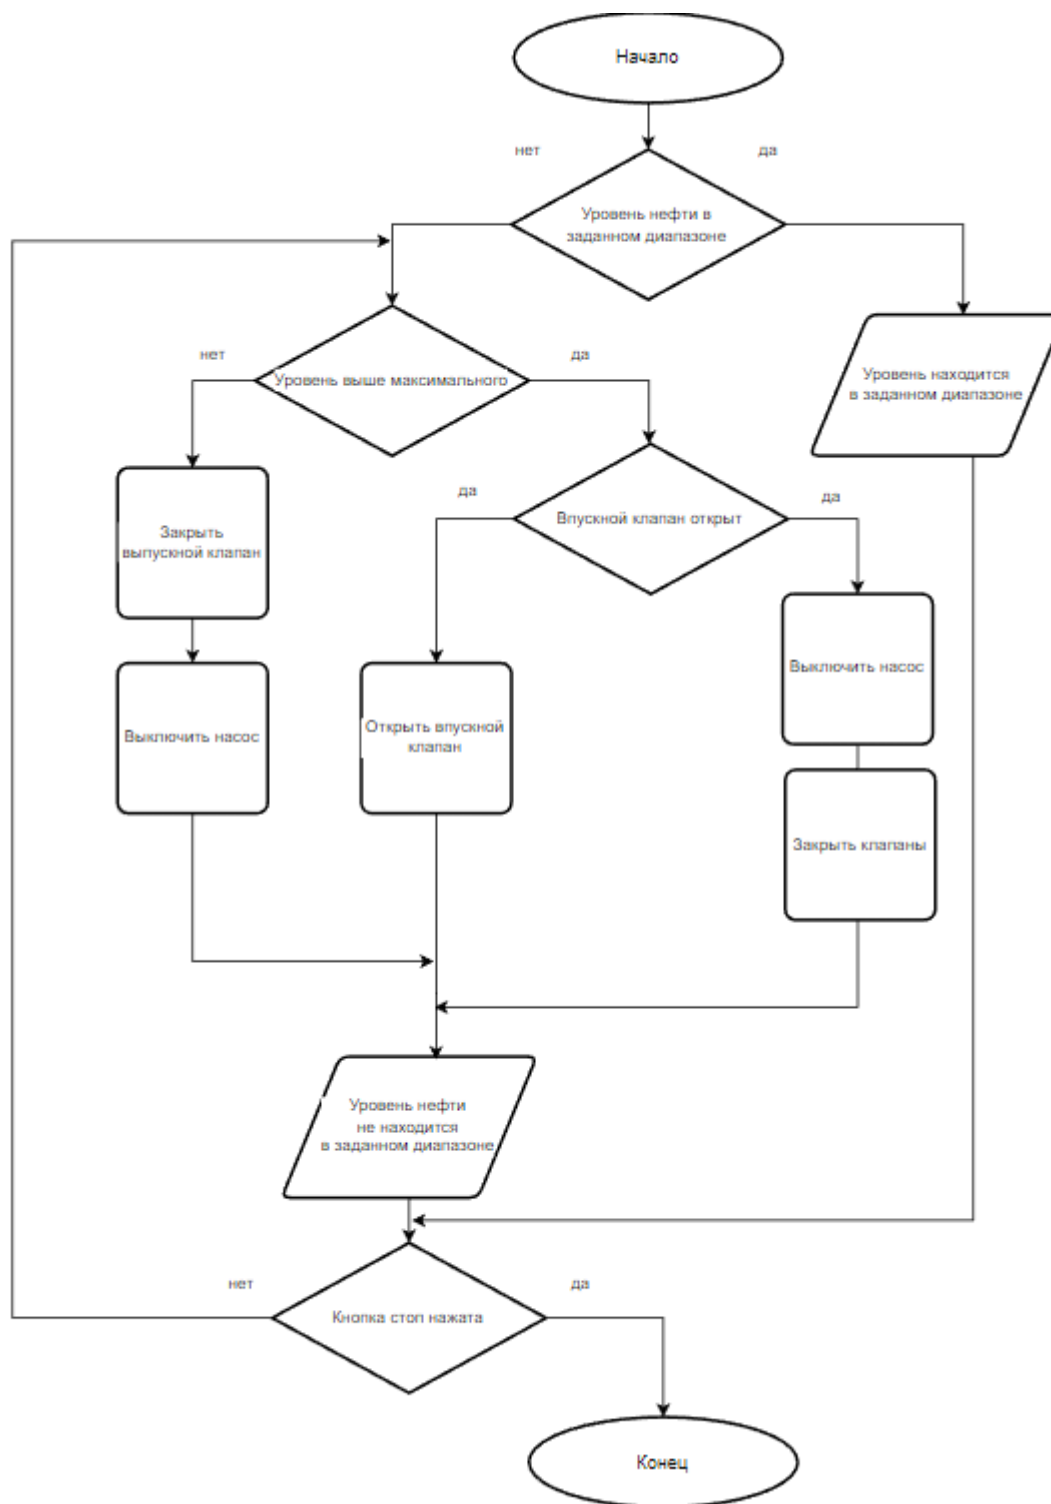 Начало
нет
да
Уровень нефти в
заданном диапазоне
нет
да
Уровень выше максимального
Уровень находится
в заданном диапазоне
да
да
Впускной клапан открыт
Закрыть
выпускной клапан
Выключить насос
Выключить насос
Открыть впускной
клапан
Закрыть клапаны
Уровень нефти
не находится
в заданном диапазоне
нет
да
Кнопка стоп нажата
Конец